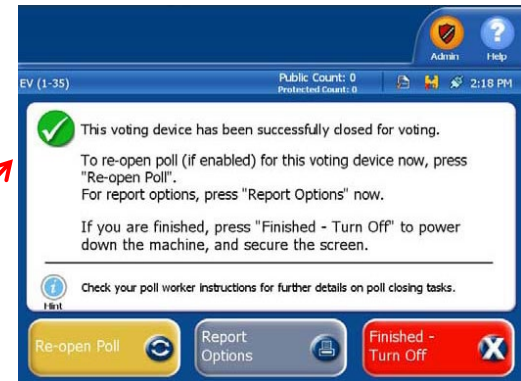 Admin
Help
EV (1-35)
Public Count: 0
Protected Count: 0
2:18 PM
This voting device has been successfully closed for voting.
To re-open poll (if enabled) for this voting device now, press
"Re-open Poll".
For report options, press "Report Options" now.
If you are finished, press "Finished - Turn Off" to power
down the machine, and secure the screen.
Hint
Check your poll worker instructions for further details on poll closing tasks.
Re-open Poll
Report
Options
Finished -
Turn Off